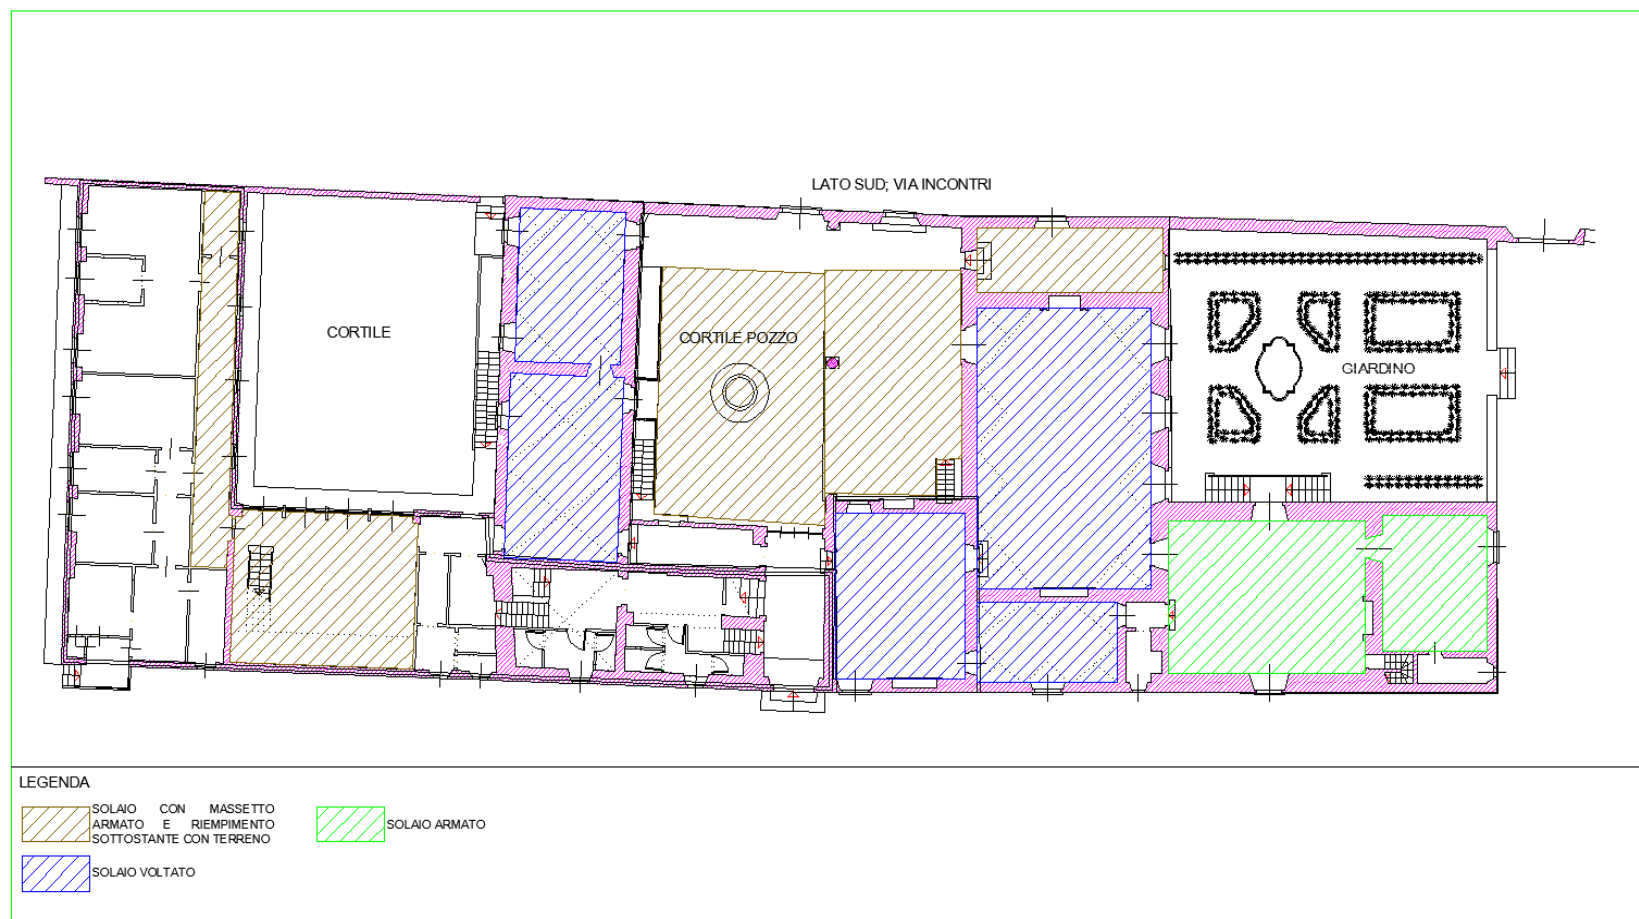 LATO SUD; VIA INCONTRI
CORTILE
CORTILE POZZO
GIARDINO
LEGENDA
SOLAIO CON MASSETTO
ARMATO E RIEMPIMENTO
SOTTOSTANTE CON TERRENO
SOLAIO ARMATO
SOLAIO VOLTATO